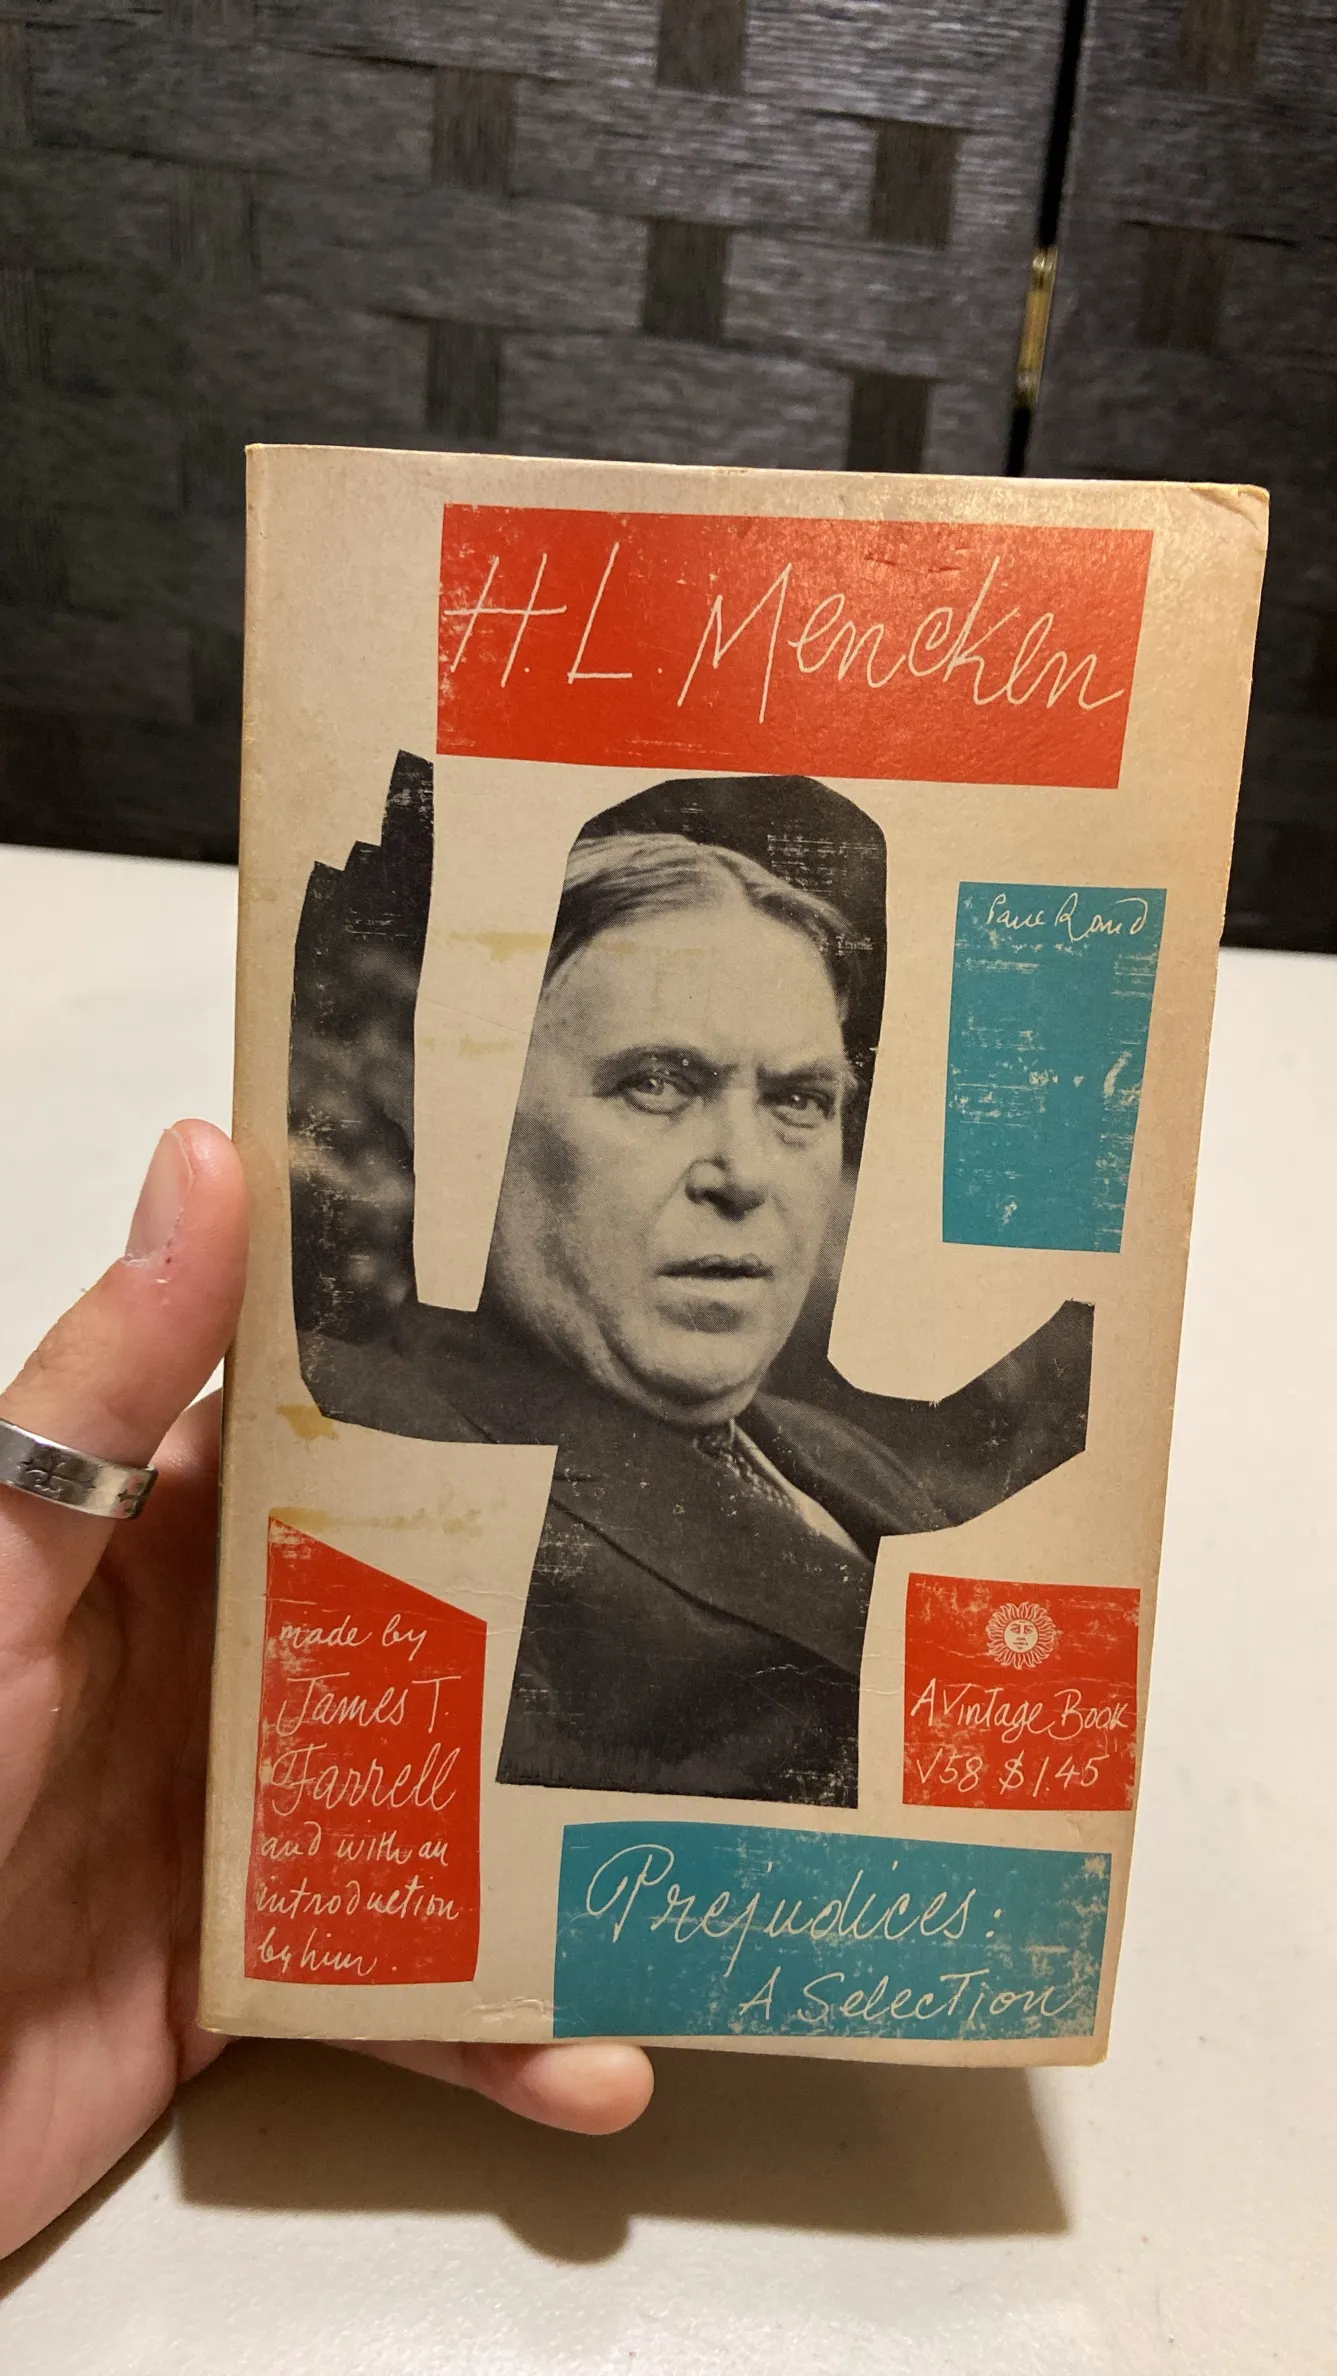 H. L. Mencken
Paul Rand
made by
James T.
Farrell
and with an
introduction
by him.
A Vintage Book
V58 $1.45
Prejudices:
A Selection